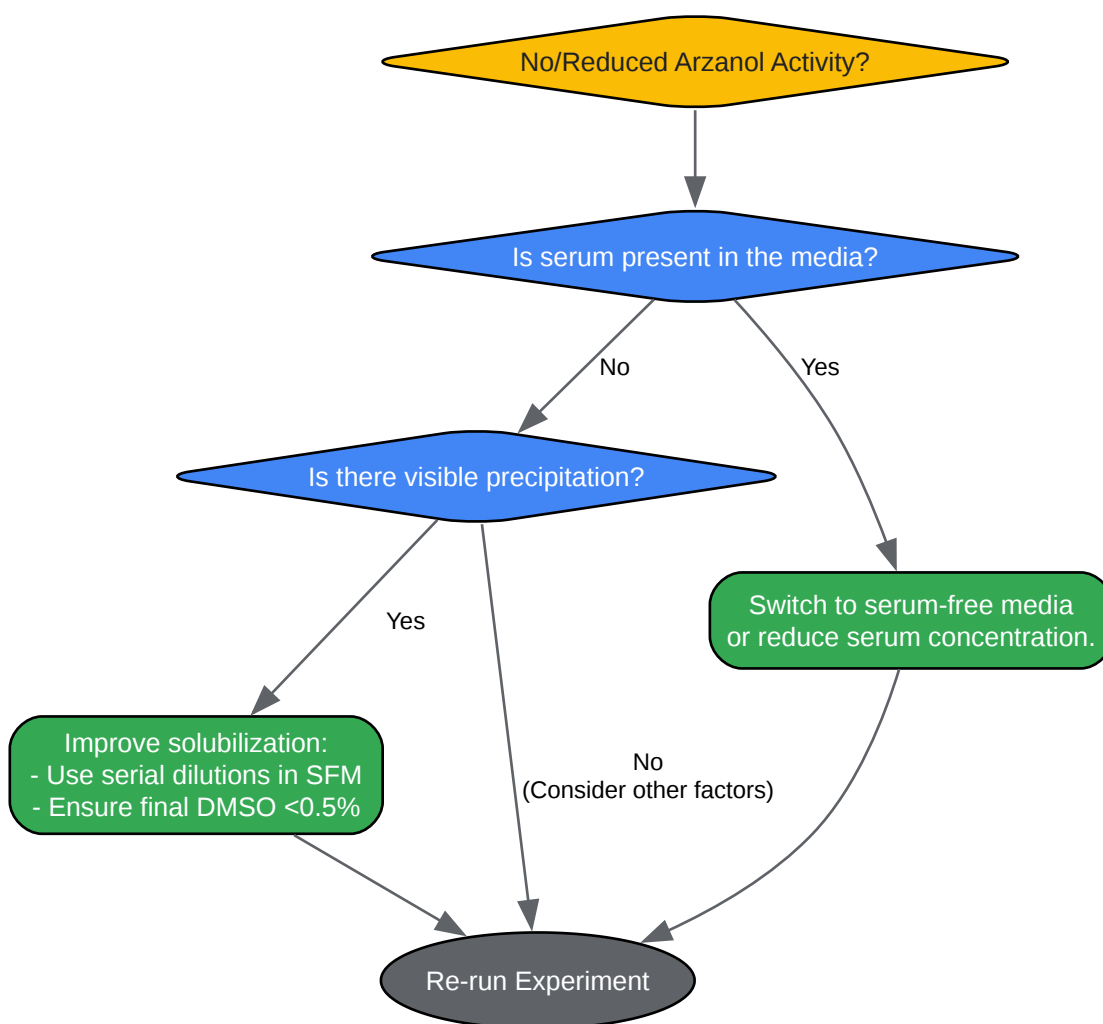 No/Reduced Arzanol Activity?
Is serum present in the media?
No
Yes
Is there visible precipitation?
Switch to serum-free media
or reduce serum concentration.
Yes
Improve solubilization:
- Use serial dilutions in SFM
- Ensure final DMSO <0.5%
No
(Consider other factors)
Re-run Experiment